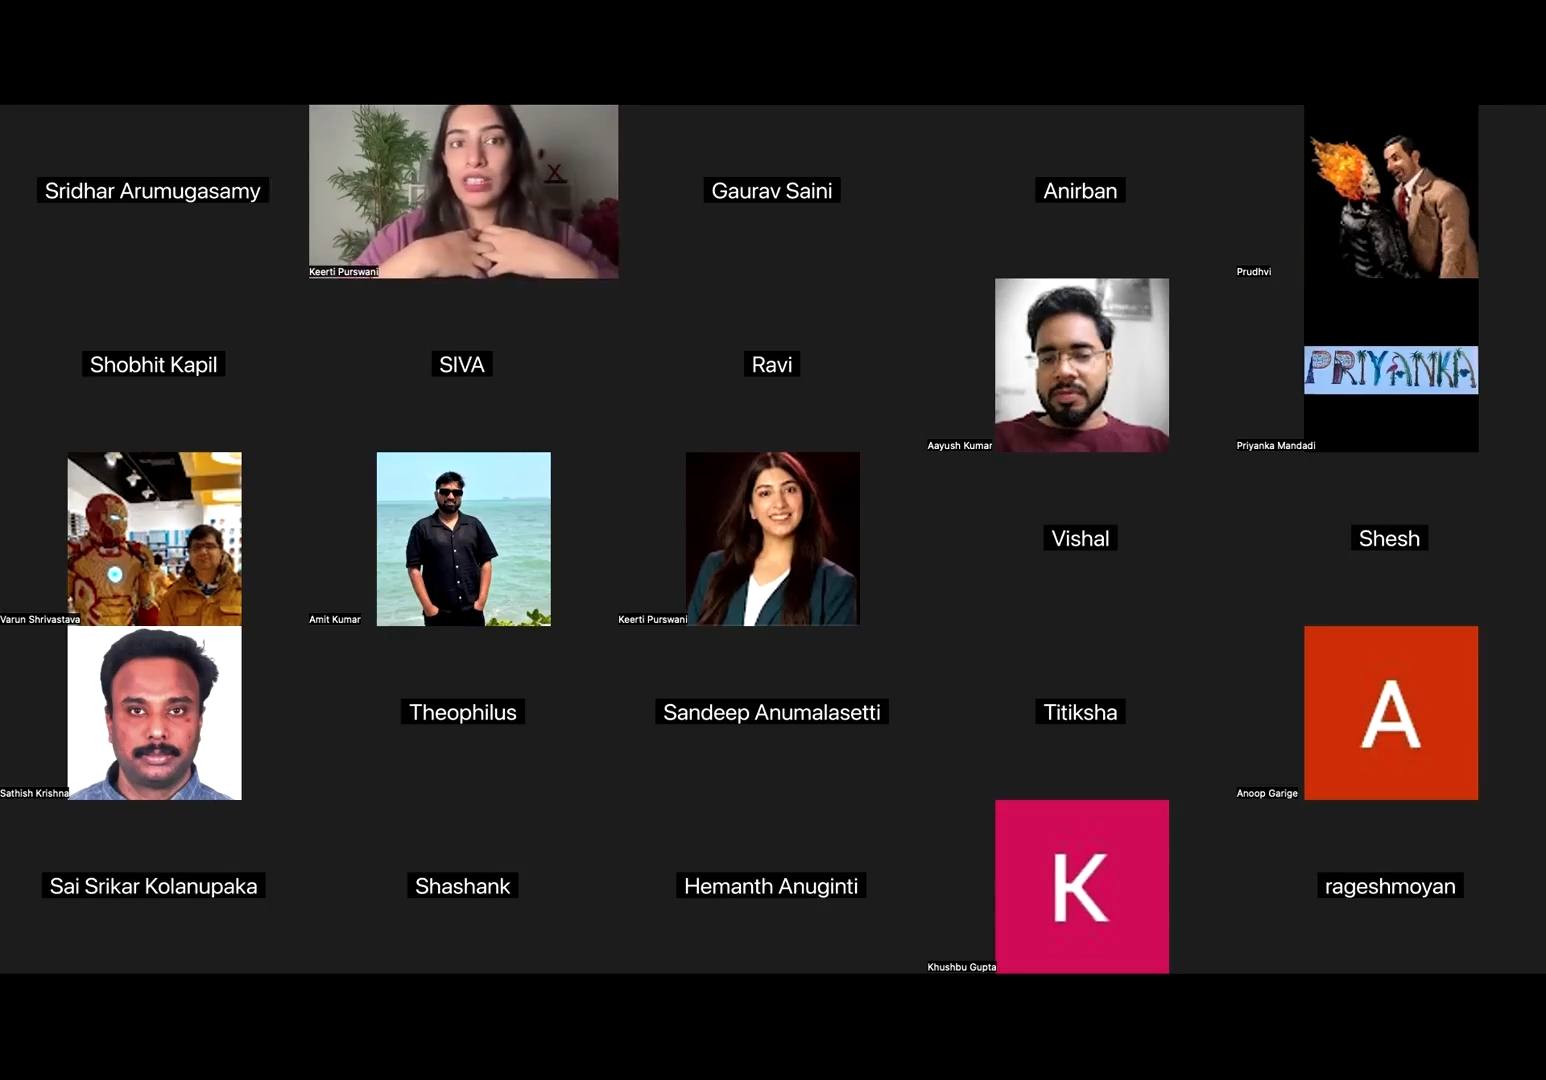 Sridhar Arumugasamy
Keerti Purswani
Gaurav Saini
Anirban
Prudhvi
Shobhit Kapil
SIVA
Ravi
Aayush Kumar
PRIYANKA
Priyanka Mandadi
Varun Shrivastava
Amit Kumar
Keerti Purswani
Vishal
Shesh
Sathish Krishna
Theophilus
Sandeep Anumalasetti
Titiksha
A
Anoop Garige
Sai Srikar Kolanupaka
Shashank
Hemanth Anuginti
K
Khushbu Gupta
rageshmoyan